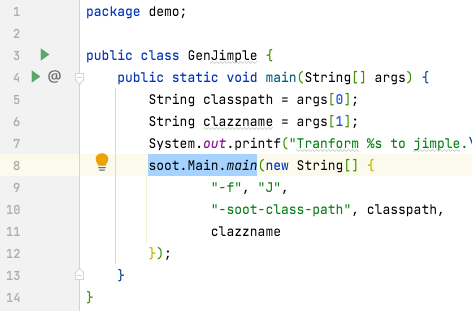 1 package demo;
2
3 public class GenJimple {
4 @ public static void main(String[] args) {
5 String classpath = args[0];
6 String clazzname = args[1];
7 System.out.printf("Tranform %s to jimple.\
8 soot.Main.main(new String[] {
9 "-f", "J",
10 "-soot-class-path", classpath,
11 clazzname
12 });
13 }
14 }